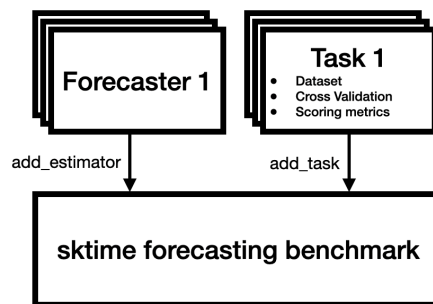 Forecaster 1
Task 1
• Dataset
• Cross Validation
• Scoring metrics
add_estimator
add_task
sktime forecasting benchmark